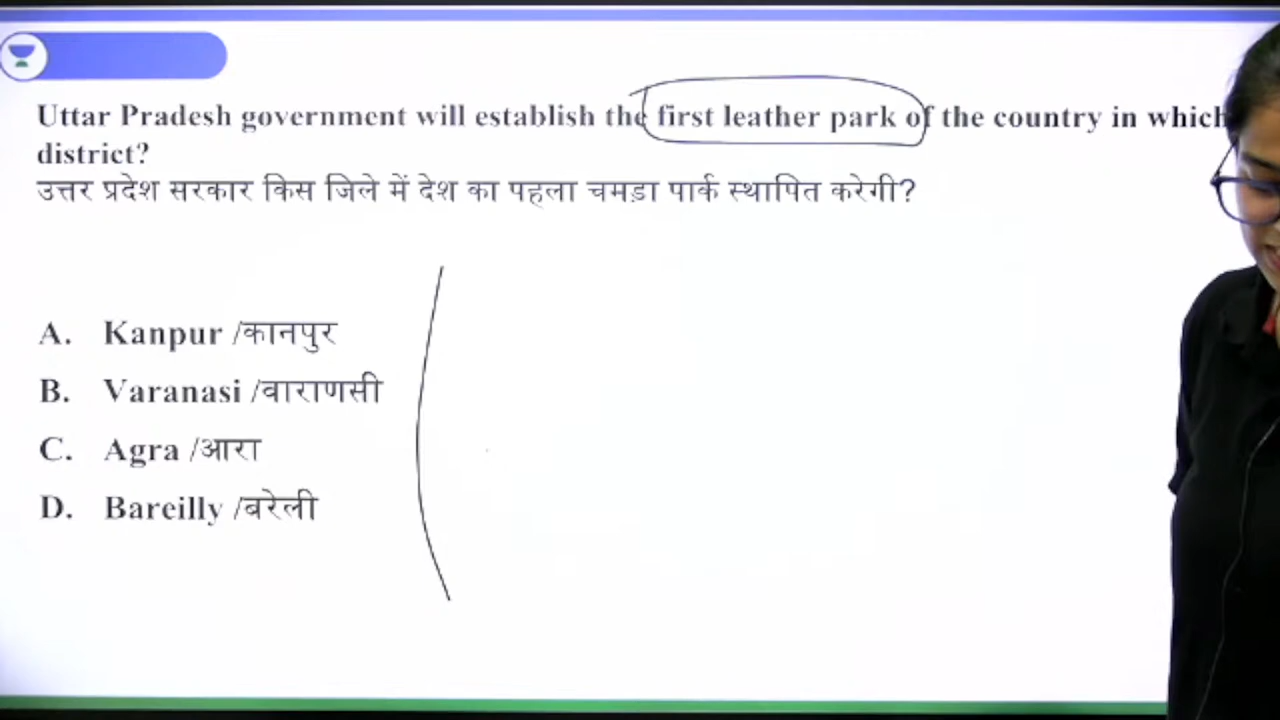 Uttar Pradesh government will establish the first leather park of the country in which
district?
उत्तर प्रदेश सरकार किस जिले में देश का पहला चमड़ा पार्क स्थापित करेगी?
A. Kanpur /कानपुर
B. Varanasi /वाराणसी
C. Agra /आरा
D. Bareilly /बरेली